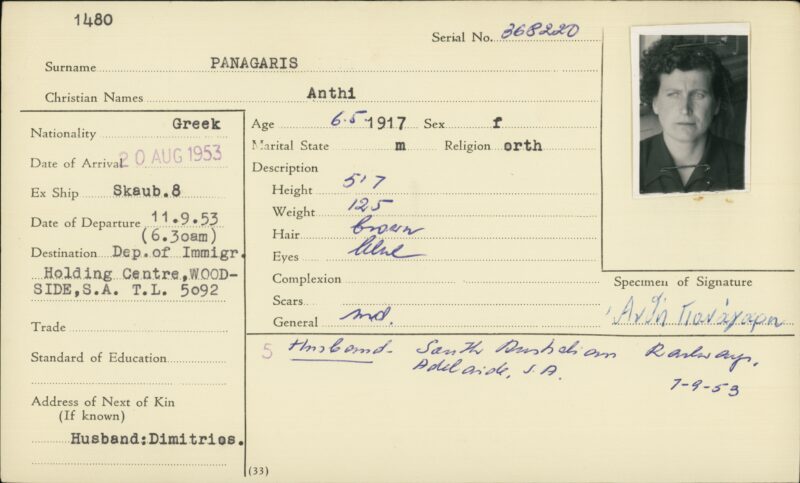 1480
Serial No. 368220
Surname PANAGARIS
Christian Names Anthi
Nationality Greek
Date of Arrival 20 AUG 1953
Ex Ship Skaub.8
Date of Departure 11.9.53
(6.30am)
Destination Dep.of Immigr.
Holding Centre,WOOD-
SIDE,S.A. T.L. 5092
Trade
Standard of Education
Address of Next of Kin
(If known)
Husband:Dimitrios.
Age 6.5 1917 Sex f
Marital State m Religion orth
Description
Height 5'7
Weight 125
Hair brown
Eyes blue
Complexion
Scars
General nd.
Specimen of Signature
Ανθή Πανάγαρη
5 Husband - South Australian Railways,
Adelaide, S.A.
7-9-53
(33)